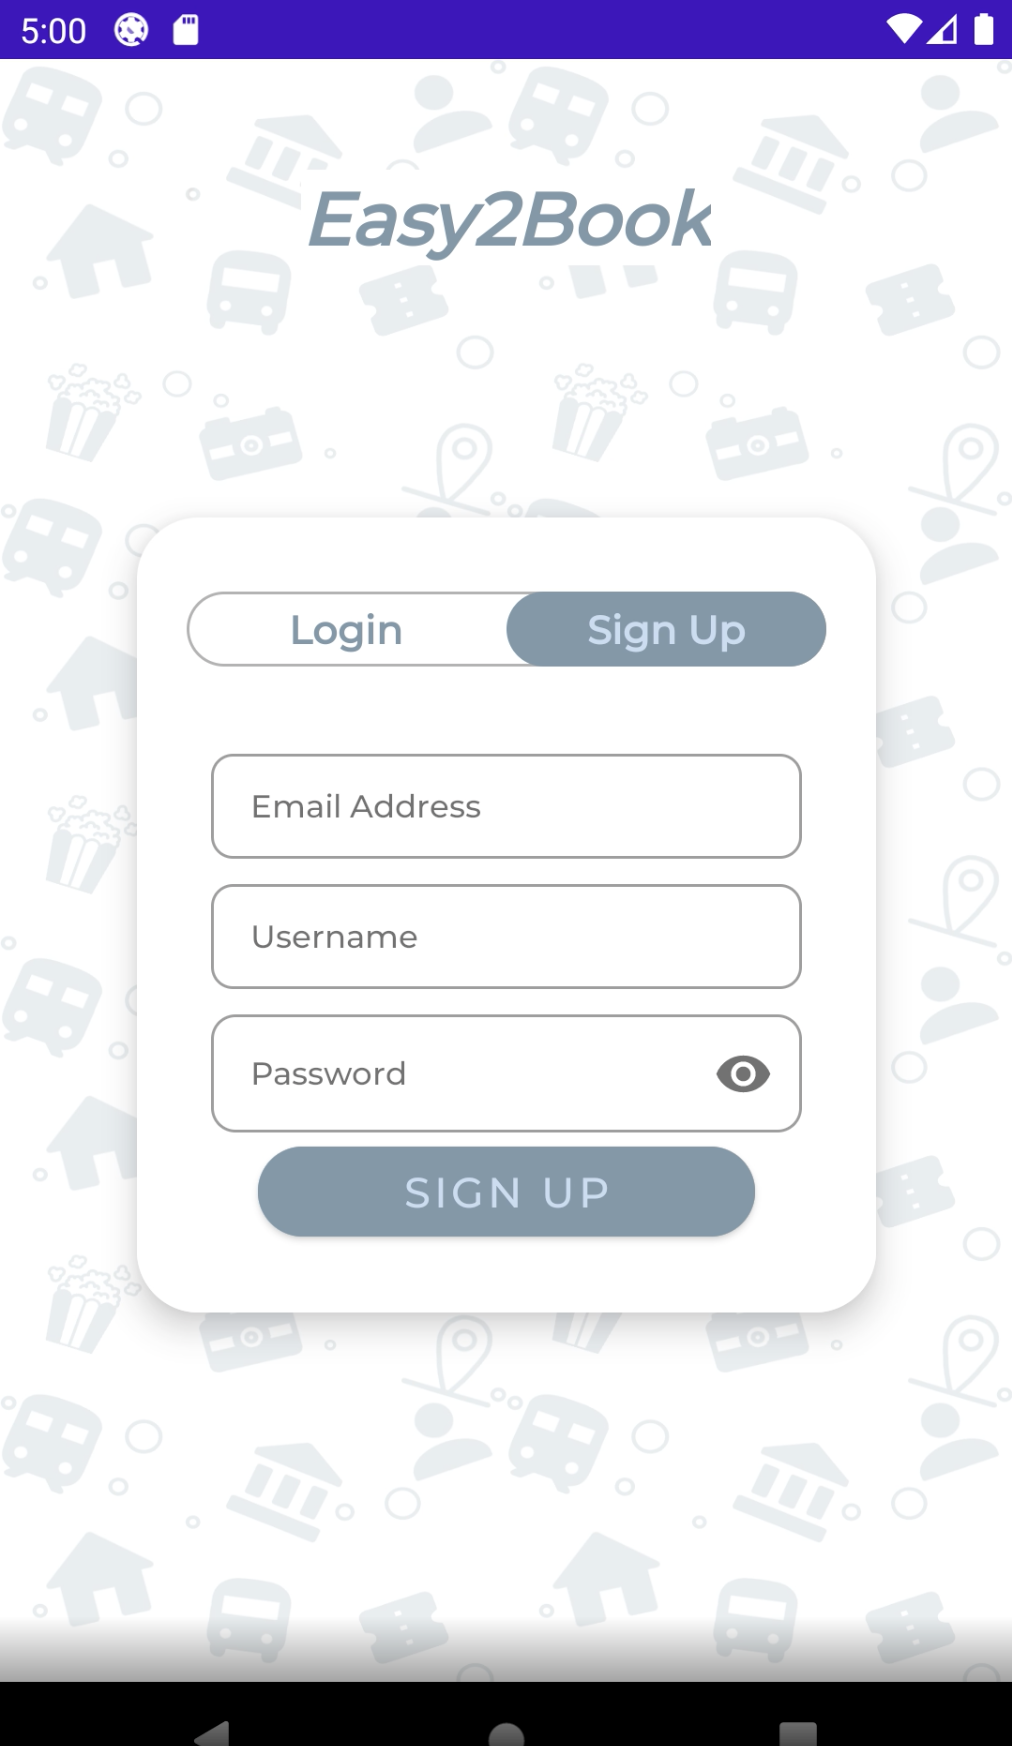 5:00
Easy2Book
Login
Sign Up
Email Address
Username
Password
SIGN UP